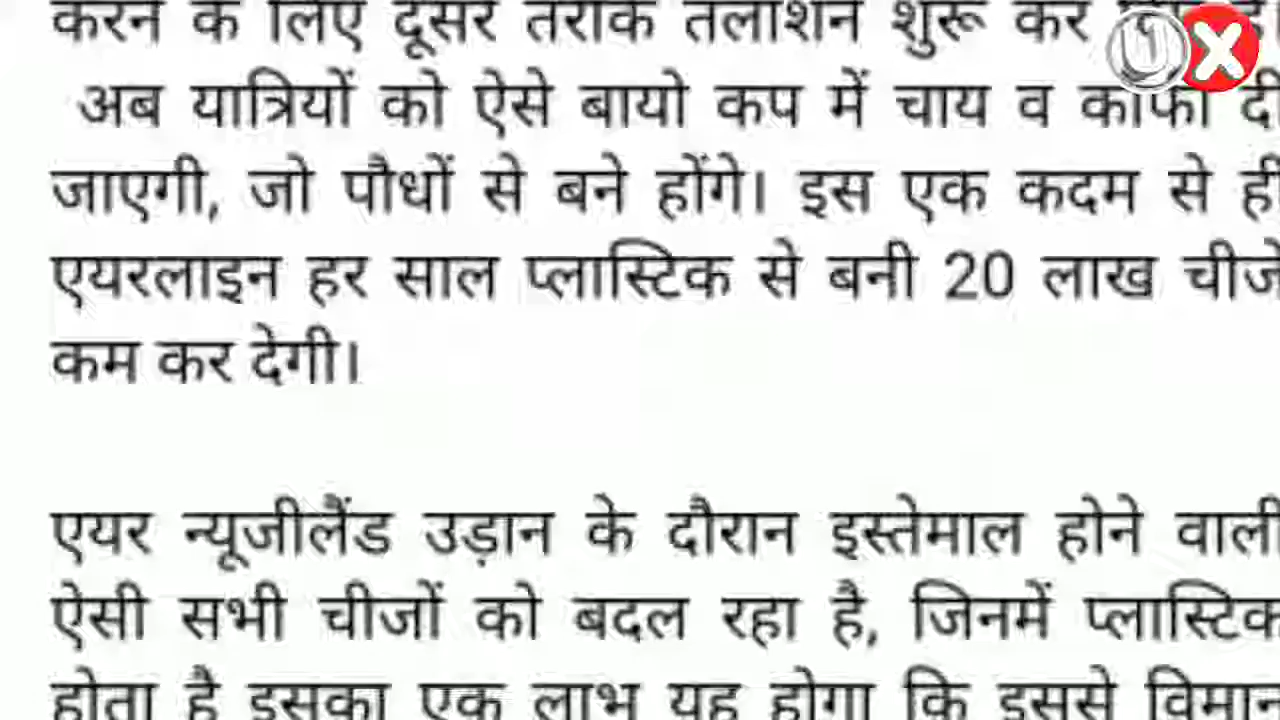 करने के लिए दूसरे तरीके तलाशने शुरू कर
अब यात्रियों को ऐसे बायो कप में चाय व कॉफी दी
जाएगी, जो पौधों से बने होंगे। इस एक कदम से ही
एयरलाइन हर साल प्लास्टिक से बनी 20 लाख चीजें
कम कर देगी।
एयर न्यूजीलैंड उड़ान के दौरान इस्तेमाल होने वाली
ऐसी सभी चीजों को बदल रहा है, जिनमें प्लास्टिक
होता है इसका एक लाभ यह होगा कि इससे विमान